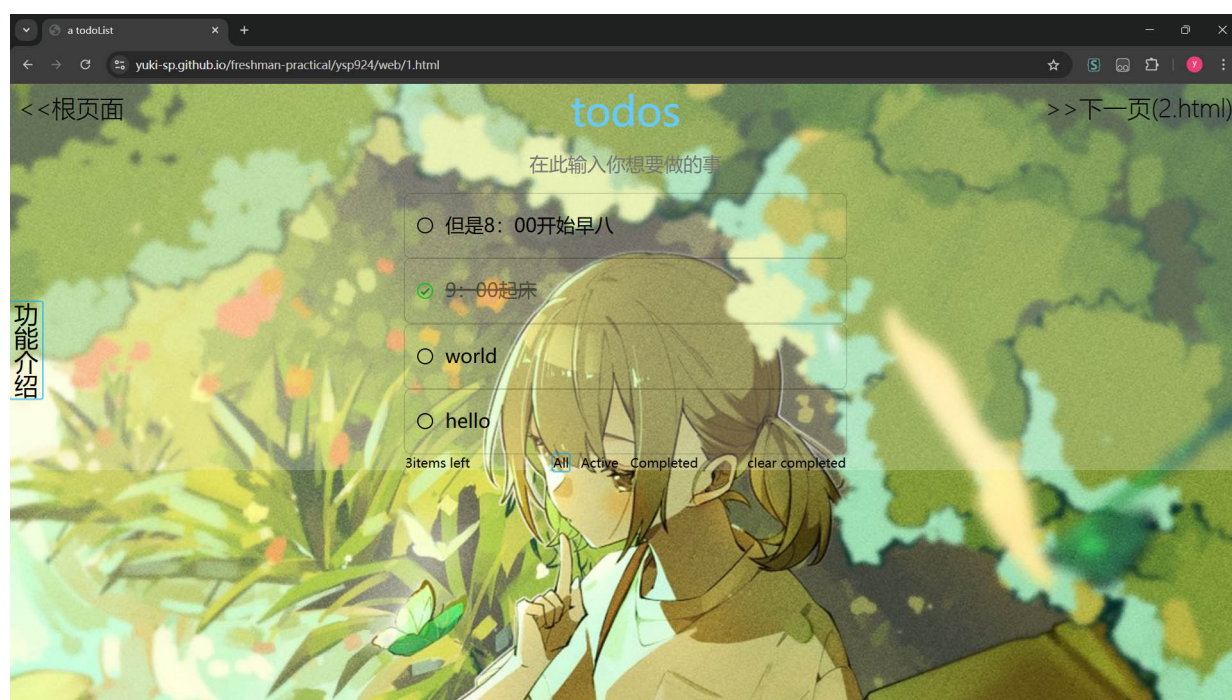 a todoList
yuki-sp.github.io/freshman-practical/ysp924/web/1.html
<<根页面
todos
>>下一页(2.html)
在此输入你想要做的事
但是8：00开始早八
9：00起床
功能介绍
world
hello
3items left
All Active Completed
clear completed